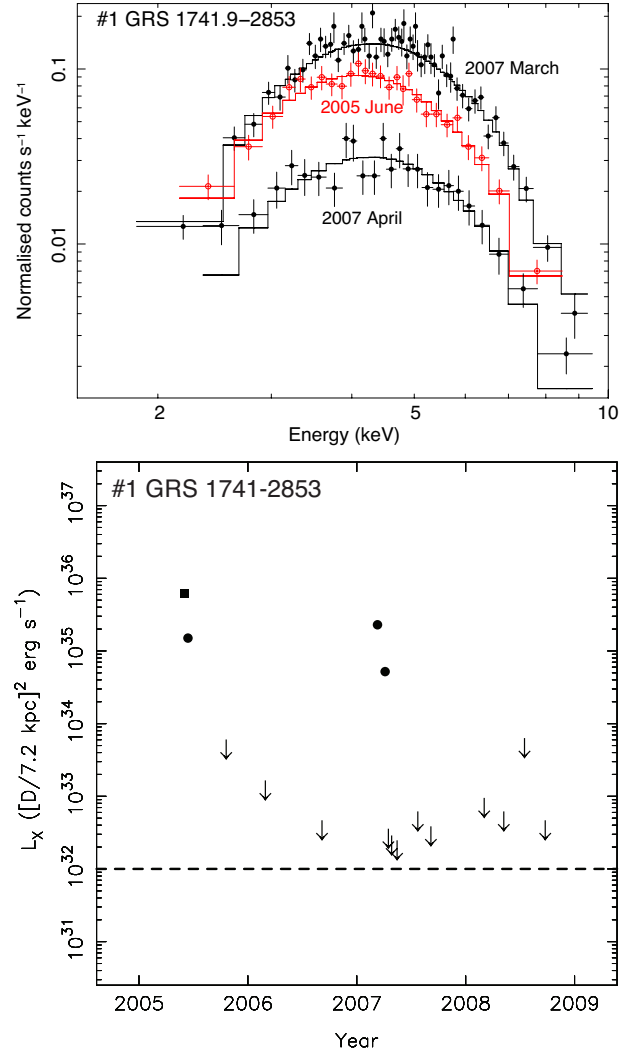 #1 GRS 1741.9−2853
Normalised counts s⁻¹ keV⁻¹
0.1
0.01
2007 March
2005 June
2007 April
2
5
10
Energy (keV)
#1 GRS 1741-2853
L_X ([D/7.2 kpc]² erg s⁻¹)
10³⁷
10³⁶
10³⁵
10³⁴
10³³
10³²
10³¹
2005
2006
2007
2008
2009
Year